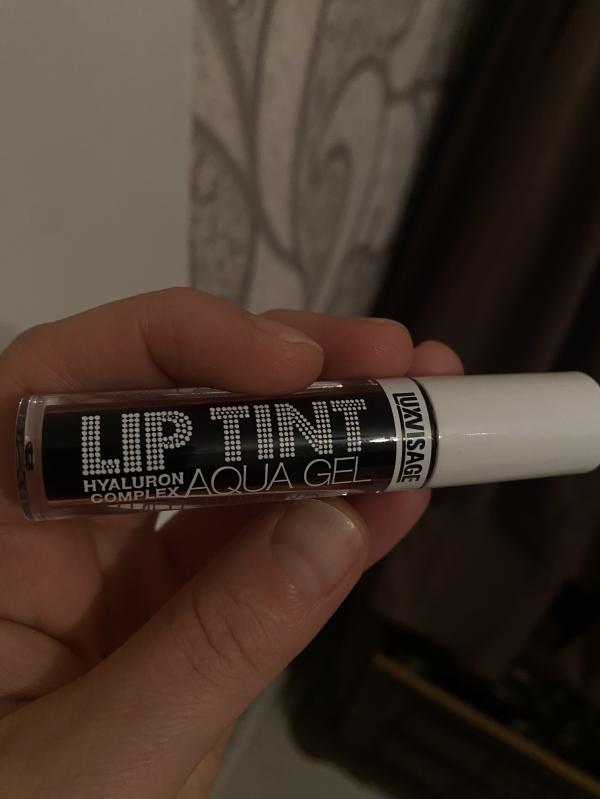 LIP TINT
HYALURON
COMPLEX AQUA GEL
LUXVISAGE